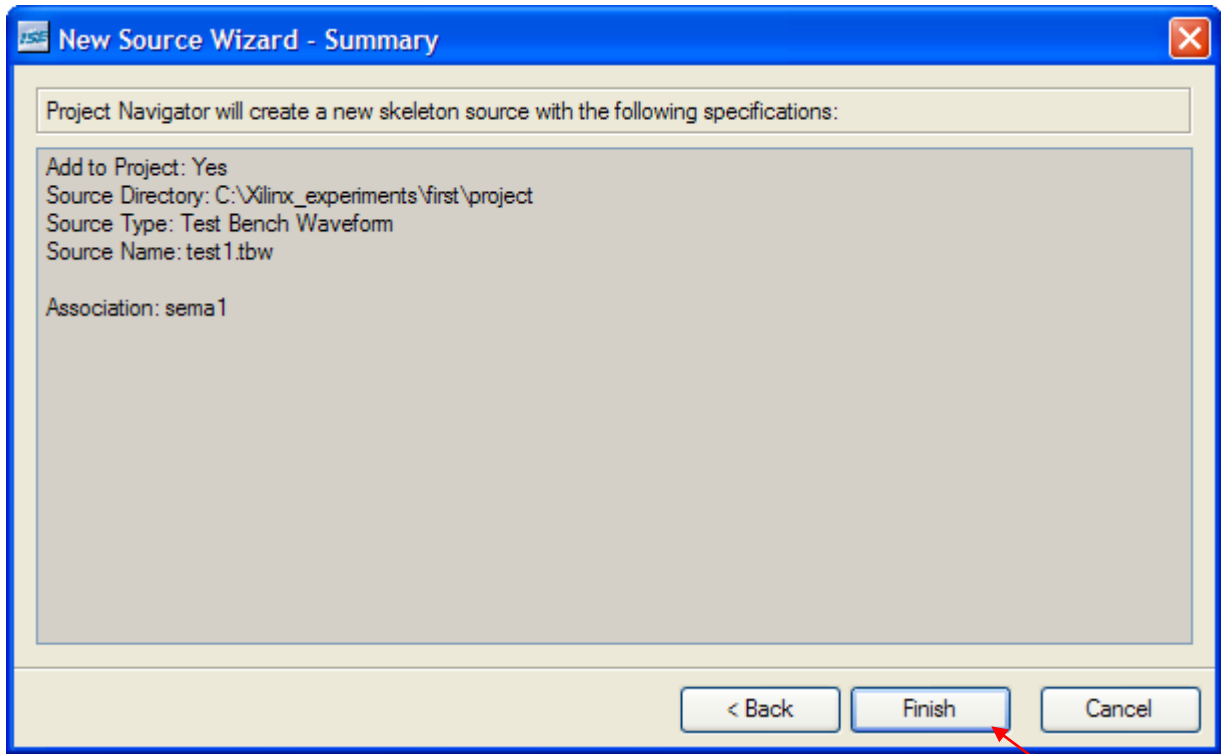 ISE New Source Wizard - Summary
Project Navigator will create a new skeleton source with the following specifications:
Add to Project: Yes
Source Directory: C:\Xilinx_experiments\first\project
Source Type: Test Bench Waveform
Source Name: test1.tbw
Association: sema1
< Back Finish Cancel